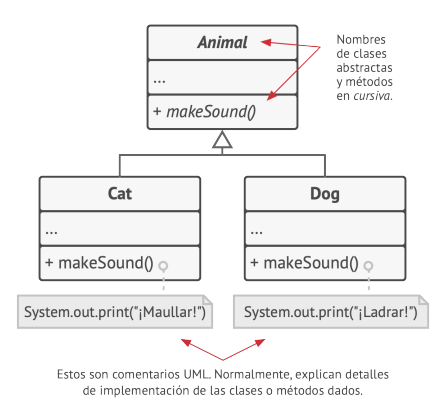 Animal
...
+ makeSound()
Nombres
de clases
abstractas
y métodos
en cursiva.
Cat
...
+ makeSound()
System.out.print("¡Maullar!")
Dog
...
+ makeSound()
System.out.print("¡Ladrar!")
Estos son comentarios UML. Normalmente, explican detalles
de implementación de las clases o métodos dados.